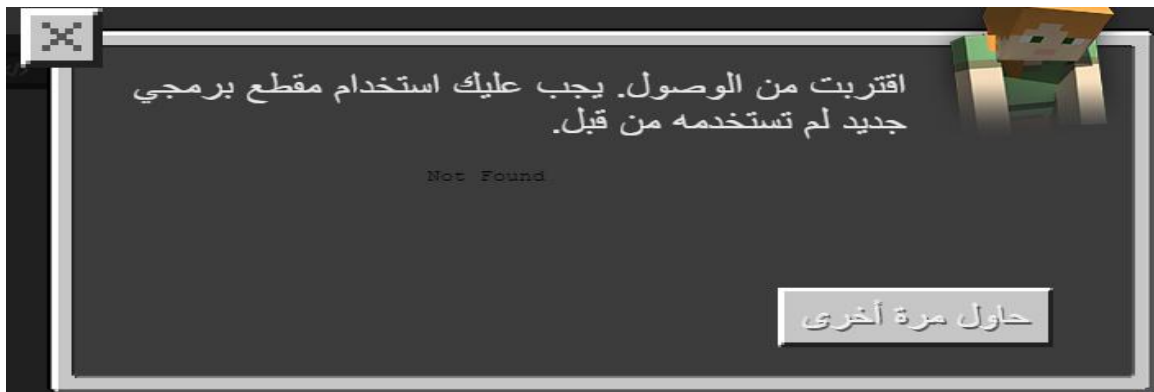 اقتربت من الوصول. يجب عليك استخدام مقطع برمجي
جديد لم تستخدمه من قبل.
Not Found
حاول مرة أخرى